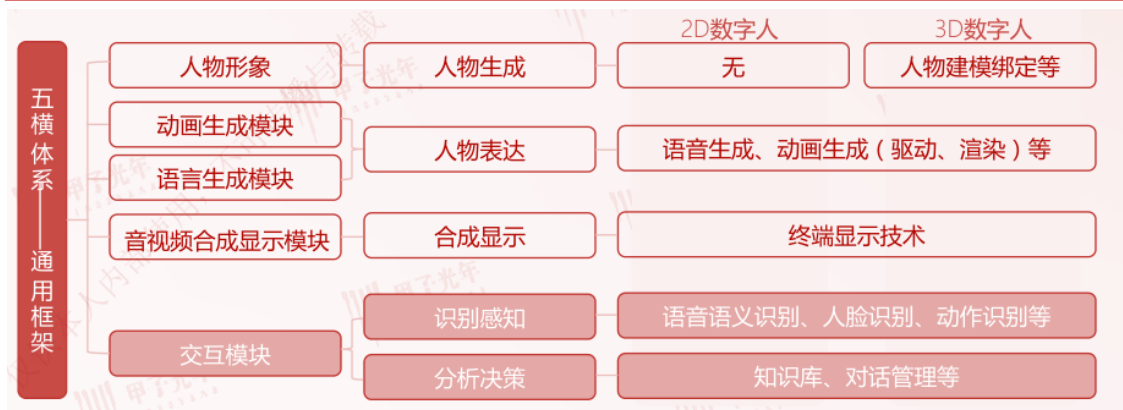 五横体系——通用框架
2D数字人 3D数字人
人物形象 人物生成 无 人物建模绑定等
动画生成模块
语言生成模块
人物表达 语音生成、动画生成（驱动、渲染）等
音视频合成显示模块 合成显示 终端显示技术
交互模块
识别感知 语音语义识别、人脸识别、动作识别等
分析决策 知识库、对话管理等
甲子光年